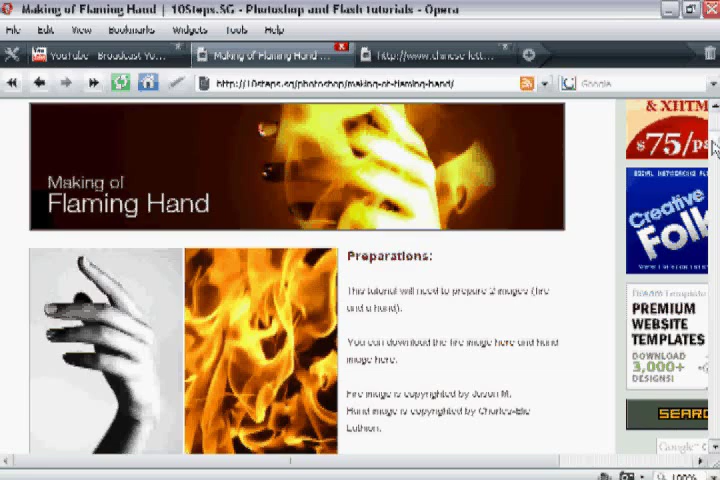 Making of Flaming Hand | 10Steps.SG - Photoshop and Flash tutorials - Opera
File Edit View Bookmarks Widgets Tools Help
YouTube - Broadcast Yo...
Making of Flaming Hand ...
http://www.chinese-lett...
http://10steps.sg/photoshop/making-of-flaming-hand/
Google
Making of
Flaming Hand
Preparations:
This tutorial will need to prepare 2 images (fire
and a hand).
You can download the fire image here and hand
image here.
Fire image is copyrighted by Jason M.
Hand image is copyrighted by Charles-Elie
& XHTM
$75/pa
Creative
Folk
PREMIUM
WEBSITE
TEMPLATES
DOWNLOAD
3,000+
DESIGNS!
SEARC
Google
100%